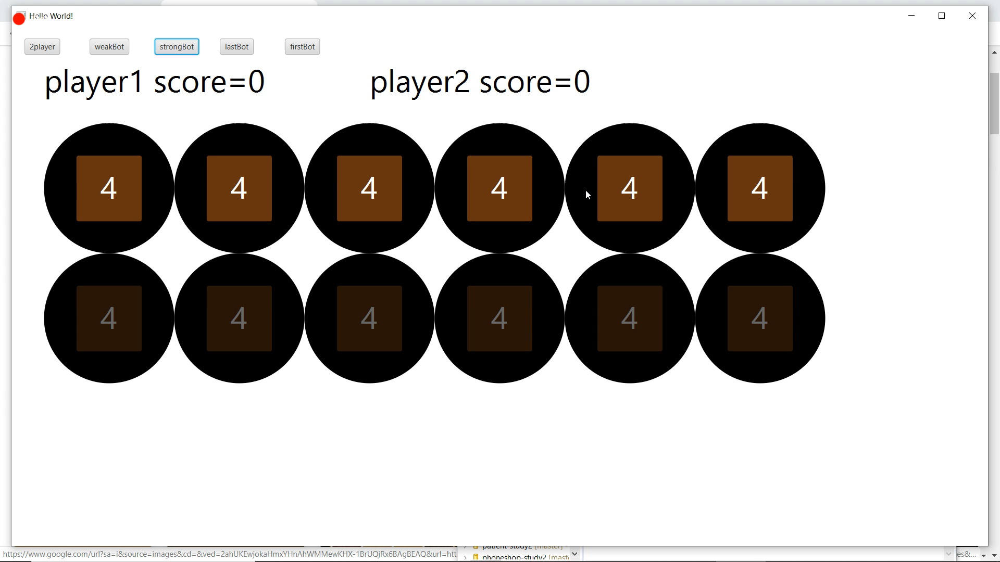 Hello World!
2player weakBot strongBot lastBot firstBot
player1 score=0 player2 score=0
4 4 4 4 4 4
4 4 4 4 4 4
patient-study2 [master]
https://www.google.com/url?sa=i&source=images&cd=&ved=2ahUKEwjokaHmxYHnAhWMMewKHX-1BrUQjRx6BAgBEAQ&url=htt
phoneshop-study2 [maste
es&...